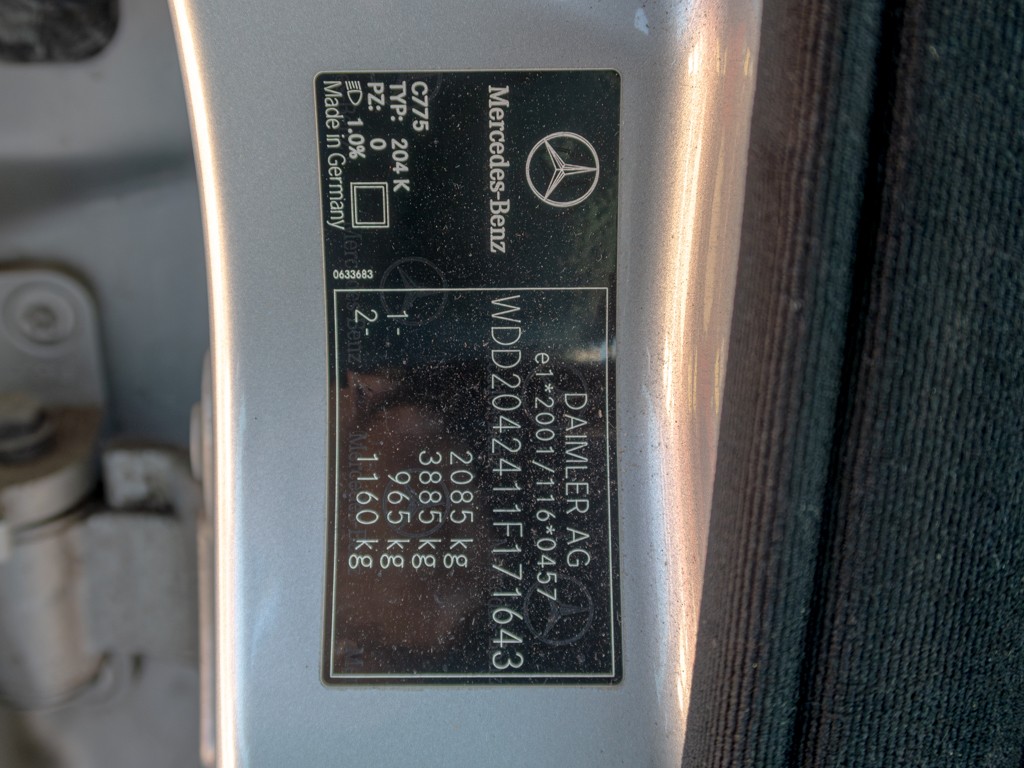 Mercedes-Benz
C775
TYP: 204 K
PZ: 0
1.0%
Made in Germany
0633683
DAIMLER AG
e1*2001/116*0457
WDD2042411F171643
2085 kg
3885 kg
1- 965 kg
2- 1160 kg